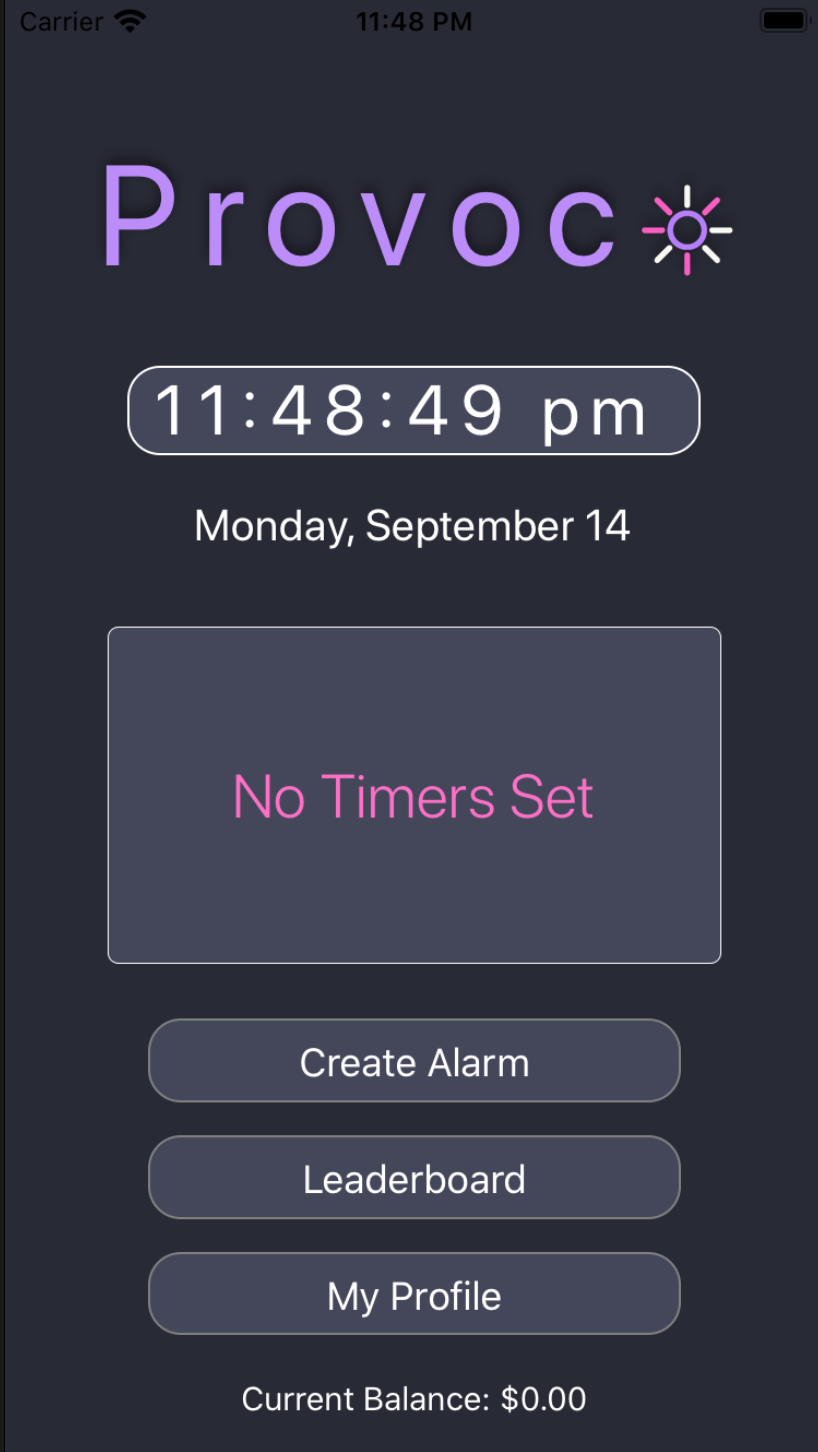 Carrier 11:48 PM
Provoc
11:48:49 pm
Monday, September 14
No Timers Set
Create Alarm
Leaderboard
My Profile
Current Balance: $0.00